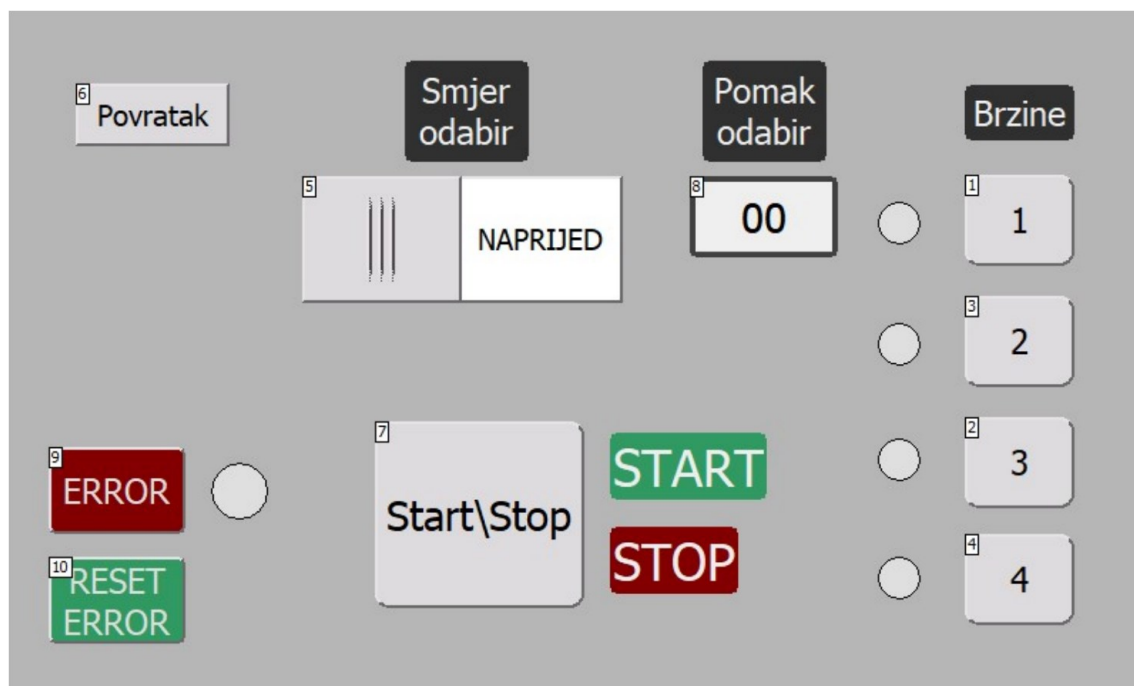 6
Povratak
Smjer
odabir
Pomak
odabir
Brzine
5
NAPRIJED
8
00
1
1
3
2
2
3
4
4
9
ERROR
10
RESET
ERROR
7
Start\Stop
START
STOP